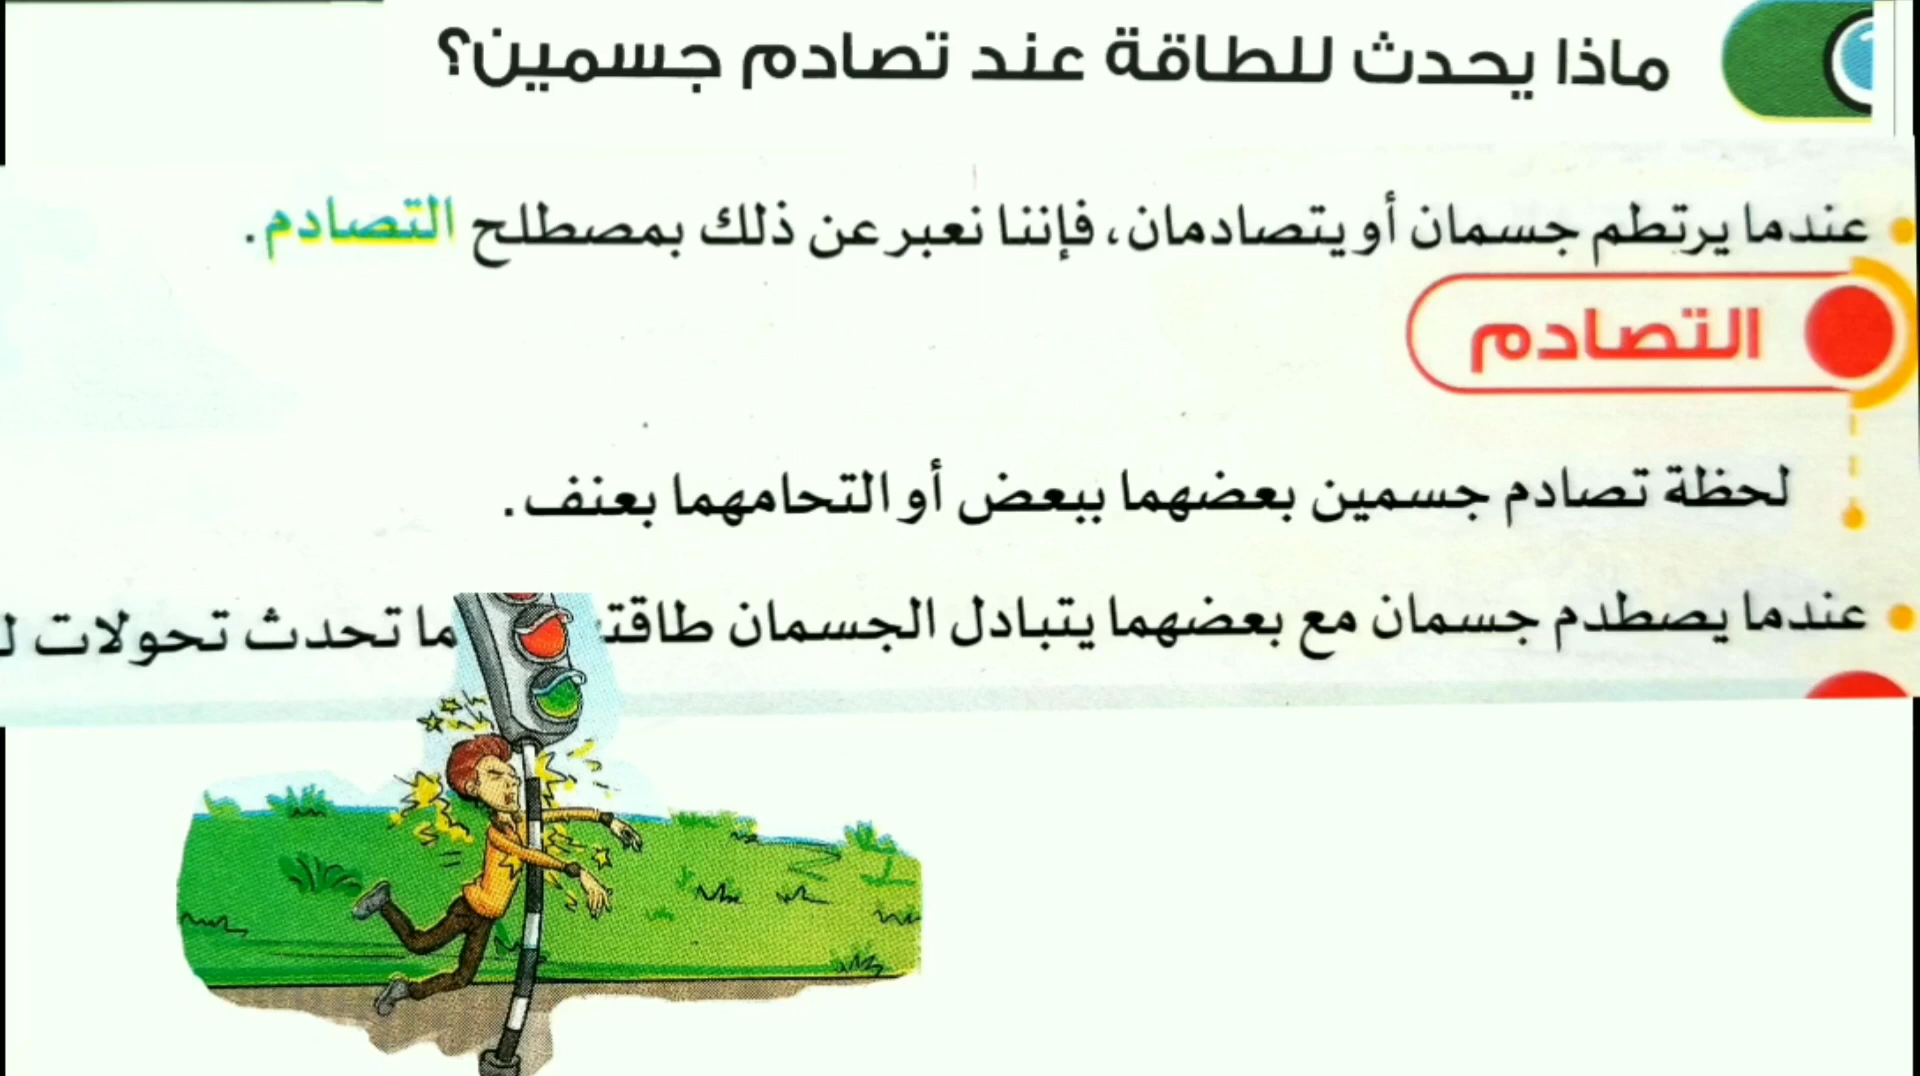 ماذا يحدث للطاقة عند تصادم جسمين؟
عندما يرتطم جسمان أو يتصادمان، فإننا نعبر عن ذلك بمصطلح التصادم.
التصادم
لحظة تصادم جسمين بعضهما ببعض أو التحامهما بعنف.
عندما يصطدم جسمان مع بعضهما يتبادل الجسمان ما تحدث تحولات